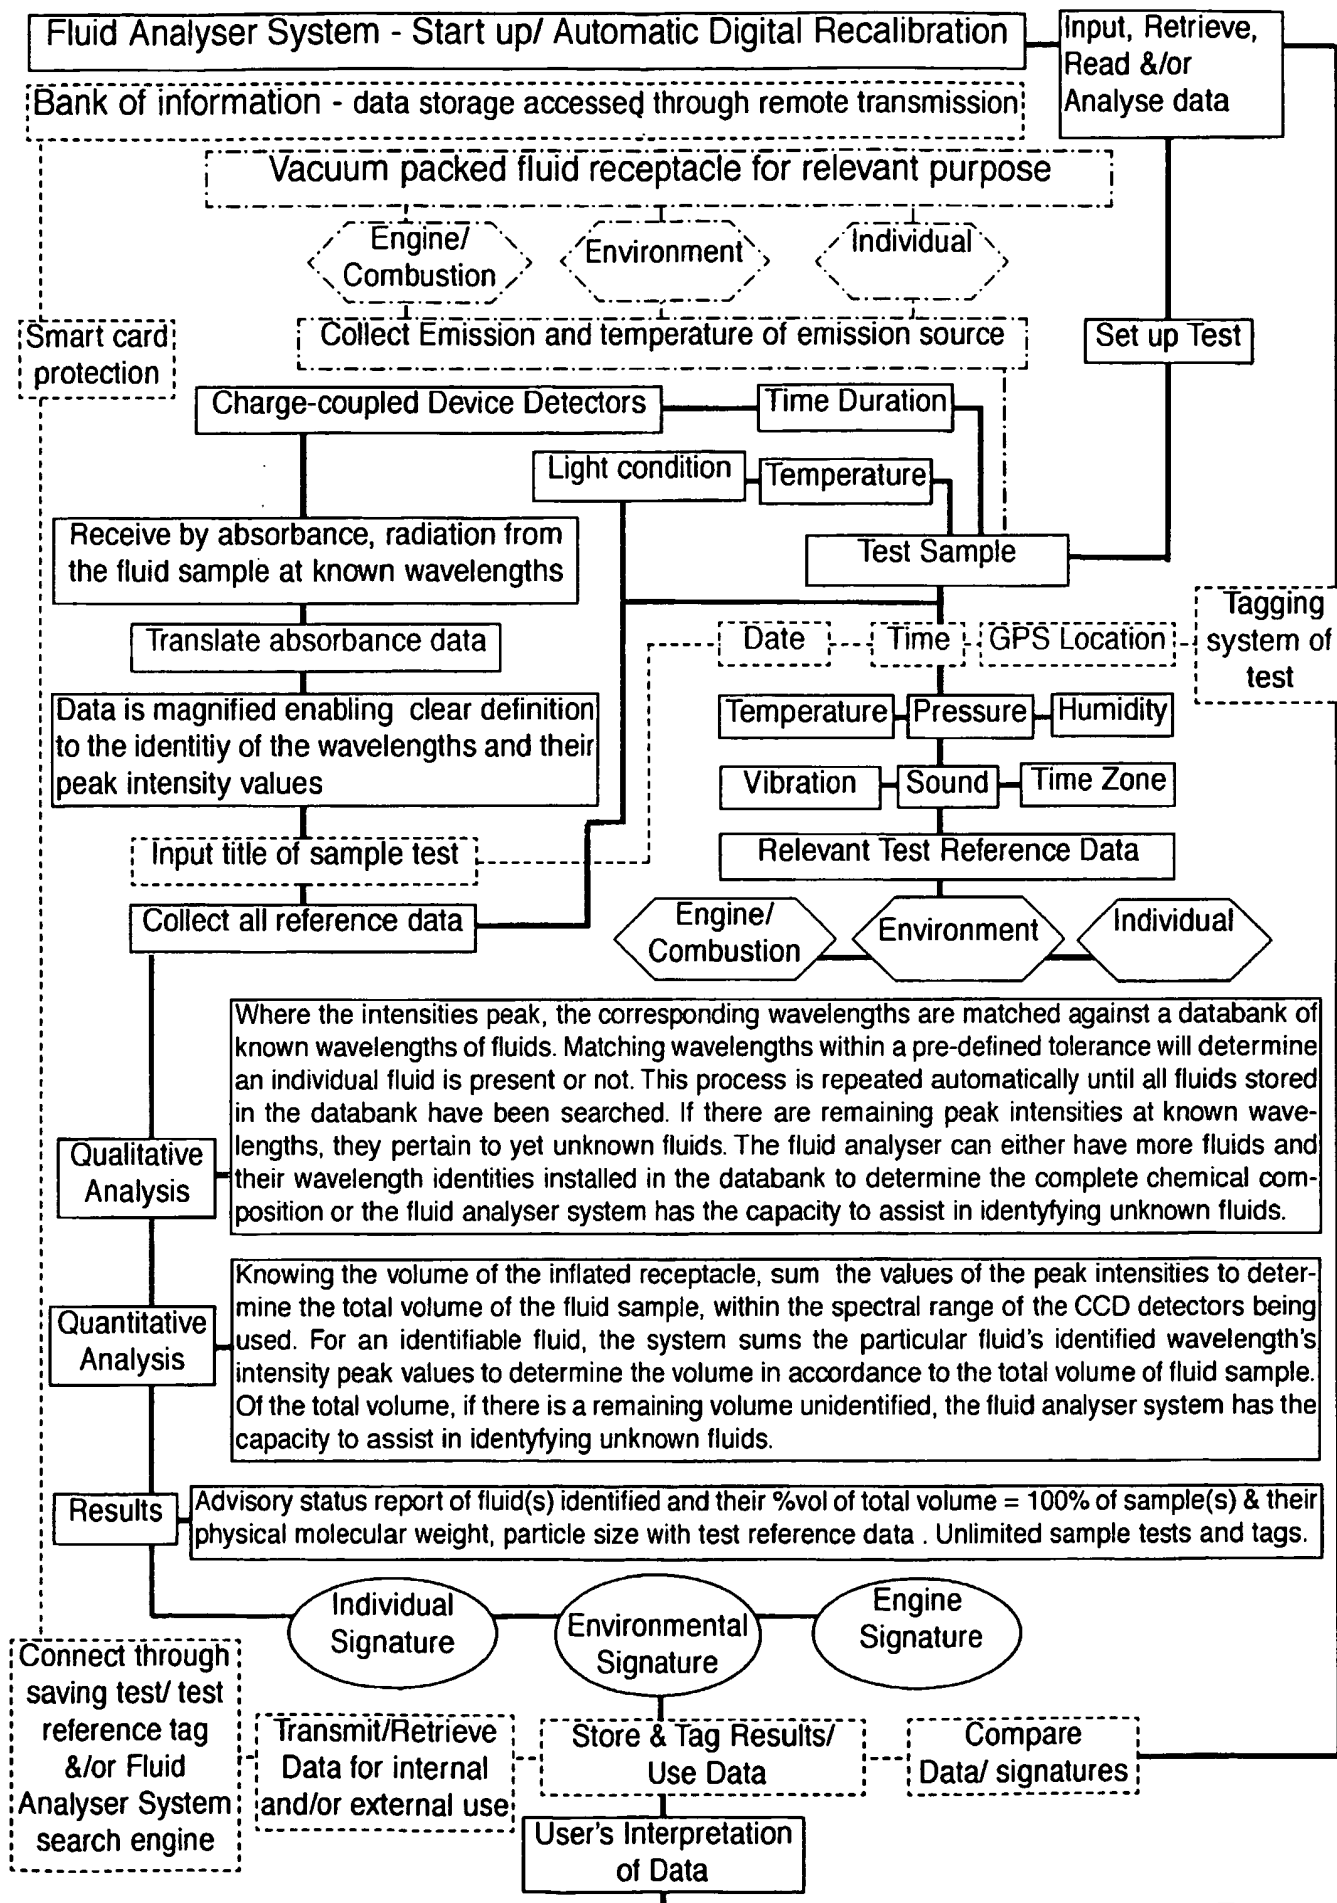 Fluid Analyser System - Start up/ Automatic Digital Recalibration
Input, Retrieve,
Read &/or
Analyse data
Bank of information - data storage accessed through remote transmission
Vacuum packed fluid receptacle for relevant purpose
Engine/
Combustion
Environment
Individual
Smart card
protection
Collect Emission and temperature of emission source
Set up Test
Charge-coupled Device Detectors
Time Duration
Light condition
Temperature
Receive by absorbance, radiation from
the fluid sample at known wavelengths
Test Sample
Translate absorbance data
Date
Time
GPS Location
Tagging
system of
test
Data is magnified enabling clear definition
to the identitiy of the wavelengths and their
peak intensity values
Temperature
Pressure
Humidity
Vibration
Sound
Time Zone
Input title of sample test
Relevant Test Reference Data
Collect all reference data
Engine/
Combustion
Environment
Individual
Qualitative
Analysis
Where the intensities peak, the corresponding wavelengths are matched against a databank of
known wavelengths of fluids. Matching wavelengths within a pre-defined tolerance will determine
an individual fluid is present or not. This process is repeated automatically until all fluids stored
in the databank have been searched. If there are remaining peak intensities at known wave-
lengths, they pertain to yet unknown fluids. The fluid analyser can either have more fluids and
their wavelength identities installed in the databank to determine the complete chemical com-
position or the fluid analyser system has the capacity to assist in identyfying unknown fluids.
Quantitative
Analysis
Knowing the volume of the inflated receptacle, sum the values of the peak intensities to deter-
mine the total volume of the fluid sample, within the spectral range of the CCD detectors being
used. For an identifiable fluid, the system sums the particular fluid's identified wavelength's
intensity peak values to determine the volume in accordance to the total volume of fluid sample.
Of the total volume, if there is a remaining volume unidentified, the fluid analyser system has the
capacity to assist in identyfying unknown fluids.
Results
Advisory status report of fluid(s) identified and their %vol of total volume = 100% of sample(s) & their
physical molecular weight, particle size with test reference data . Unlimited sample tests and tags.
Individual
Signature
Environmental
Signature
Engine
Signature
Connect through
saving test/ test
reference tag
&/or Fluid
Analyser System
search engine
Transmit/Retrieve
Data for internal
and/or external use
Store & Tag Results/
Use Data
Compare
Data/ signatures
User's Interpretation
of Data